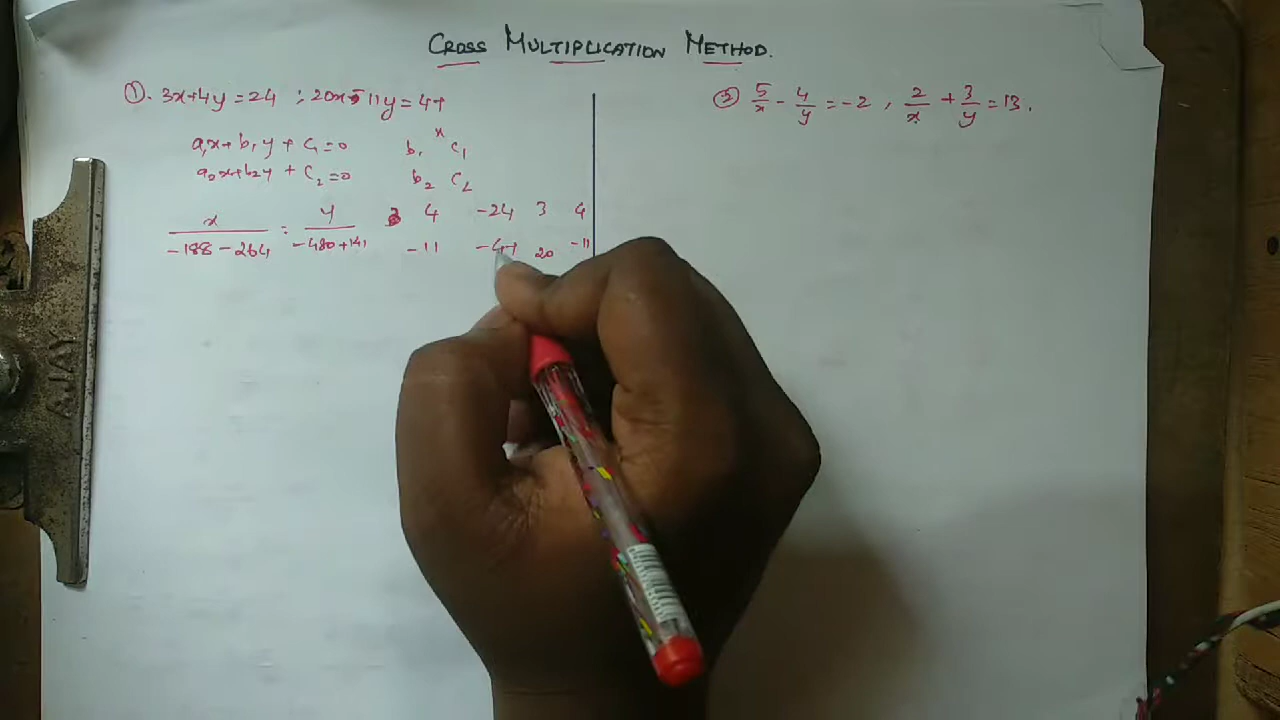 CROSS MULTIPLICATION METHOD.
①. 3x+4y=24 ; 20x-11y=47
a₁x+b₁y+c₁=0
a₂x+b₂y+c₂=0
x
b₁ c₁
b₂ c₂
x/(-188-264) = y/(-480+141)
4 -24 3 4
-11 -47 20 -11
② 5/x - 4/y = -2 , 2/x + 3/y = 13.
AJAY